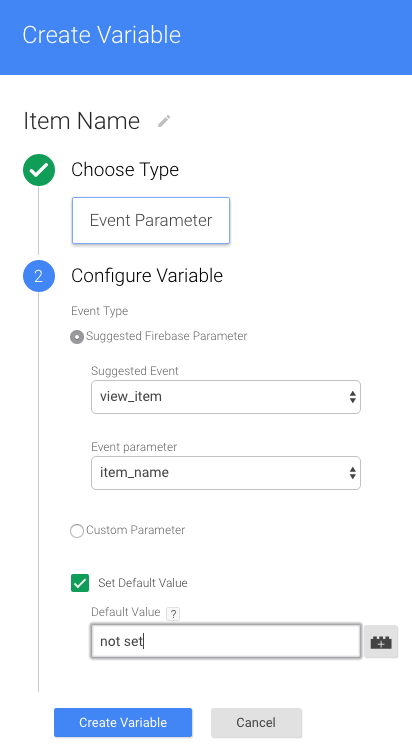 Create Variable
Item Name
Choose Type
Event Parameter
2 Configure Variable
Event Type
Suggested Firebase Parameter
Suggested Event
view_item
Event parameter
item_name
Custom Parameter
Set Default Value
Default Value ?
not set
Create Variable Cancel